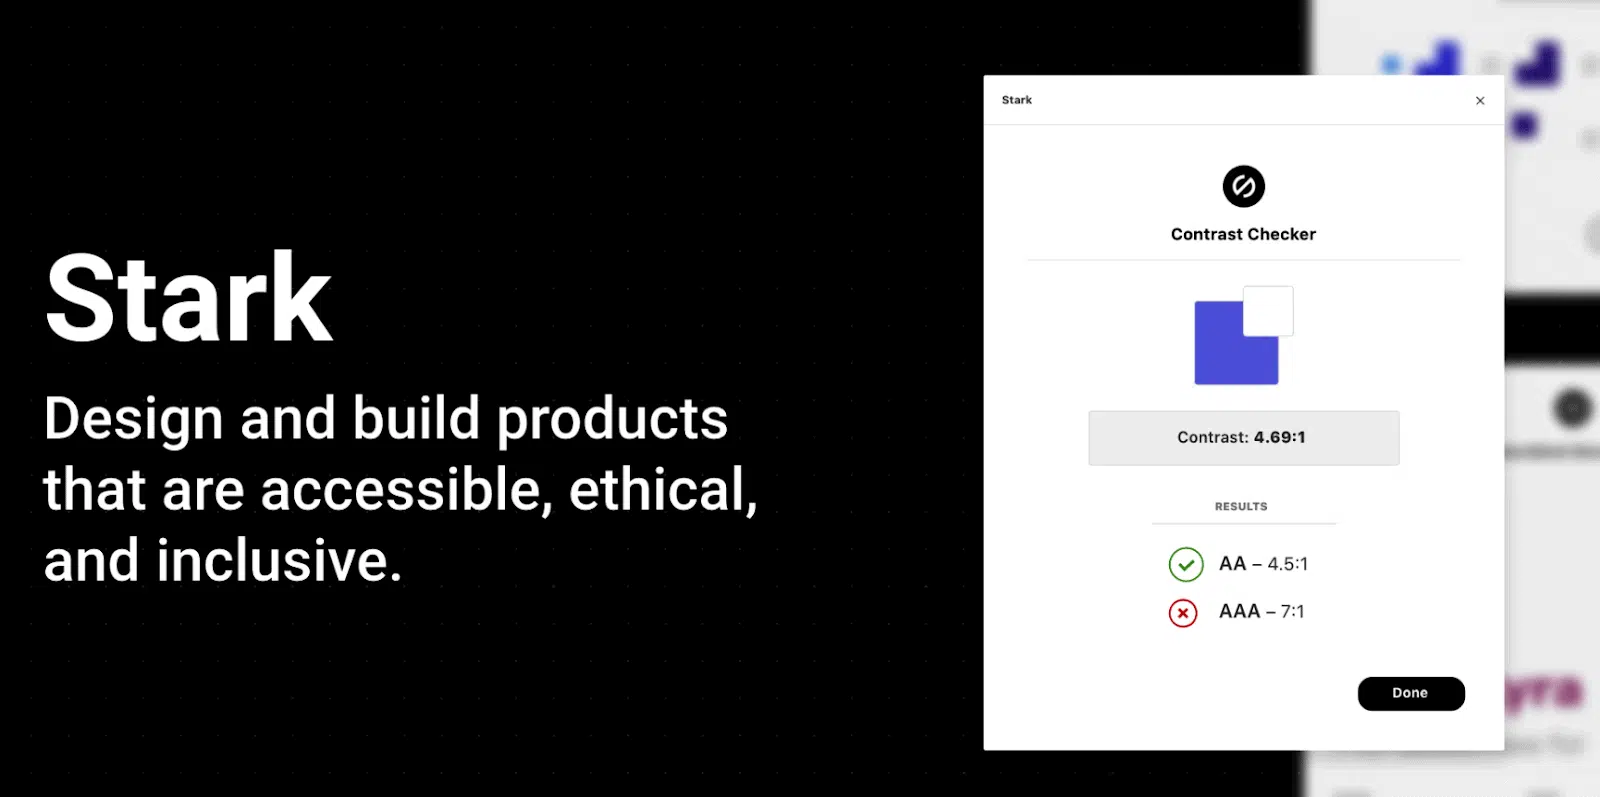 Stark
Design and build products
that are accessible, ethical,
and inclusive.
Stark
Contrast Checker
Contrast: 4.69:1
RESULTS
AA – 4.5:1
AAA – 7:1
Done
yra